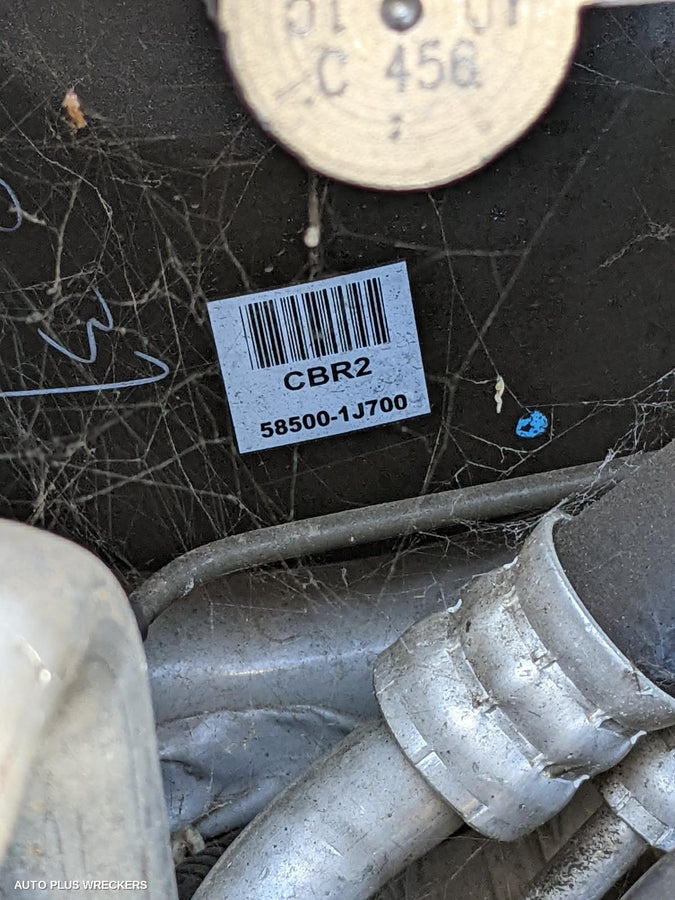 C 456
CBR2
58500-1J700
AUTO PLUS WRECKERS